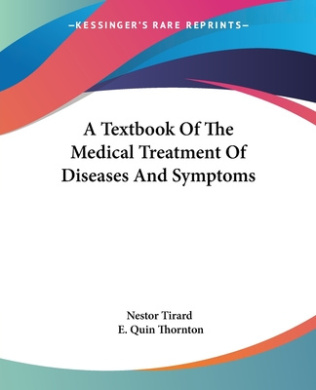 ~KESSINGER'S RARE REPRINTS~
A Textbook Of The
Medical Treatment Of
Diseases And Symptoms
Nestor Tirard
E. Quin Thornton